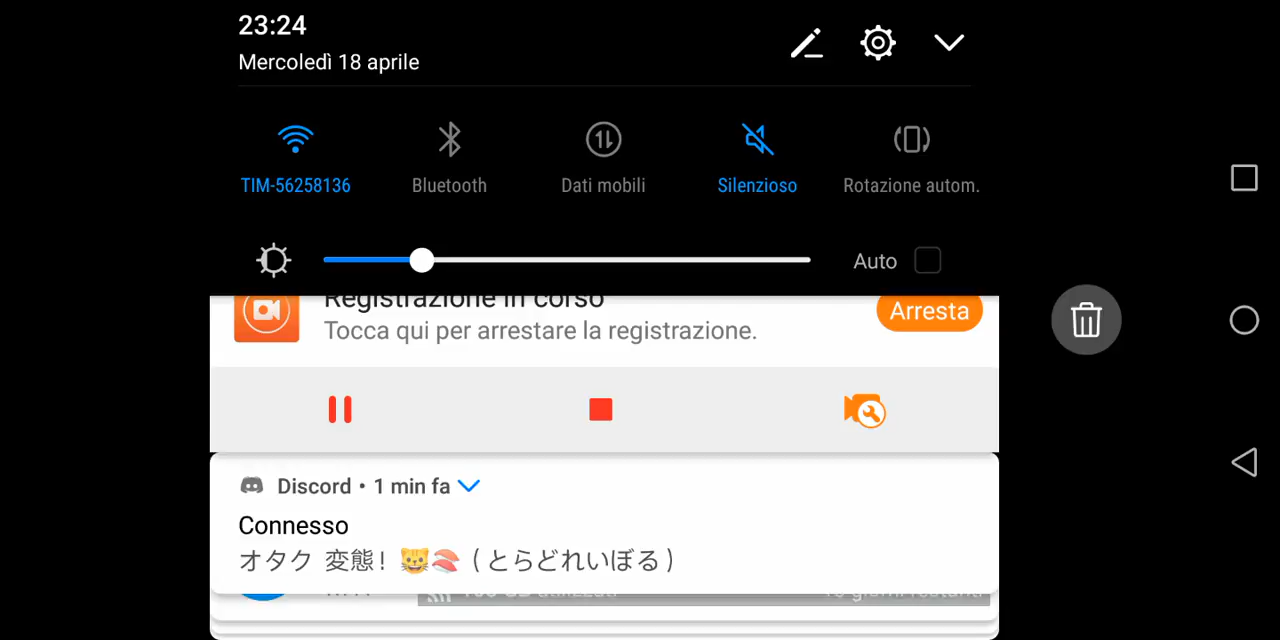 23:24
Mercoledì 18 aprile
TIM-56258136
Bluetooth
Dati mobili
Silenzioso
Rotazione autom.
Auto
Registrazione in corso
Tocca qui per arrestare la registrazione.
Arresta
Discord • 1 min fa
Connesso
オタク 変態! 😺🍣 (とらどれいぼる)